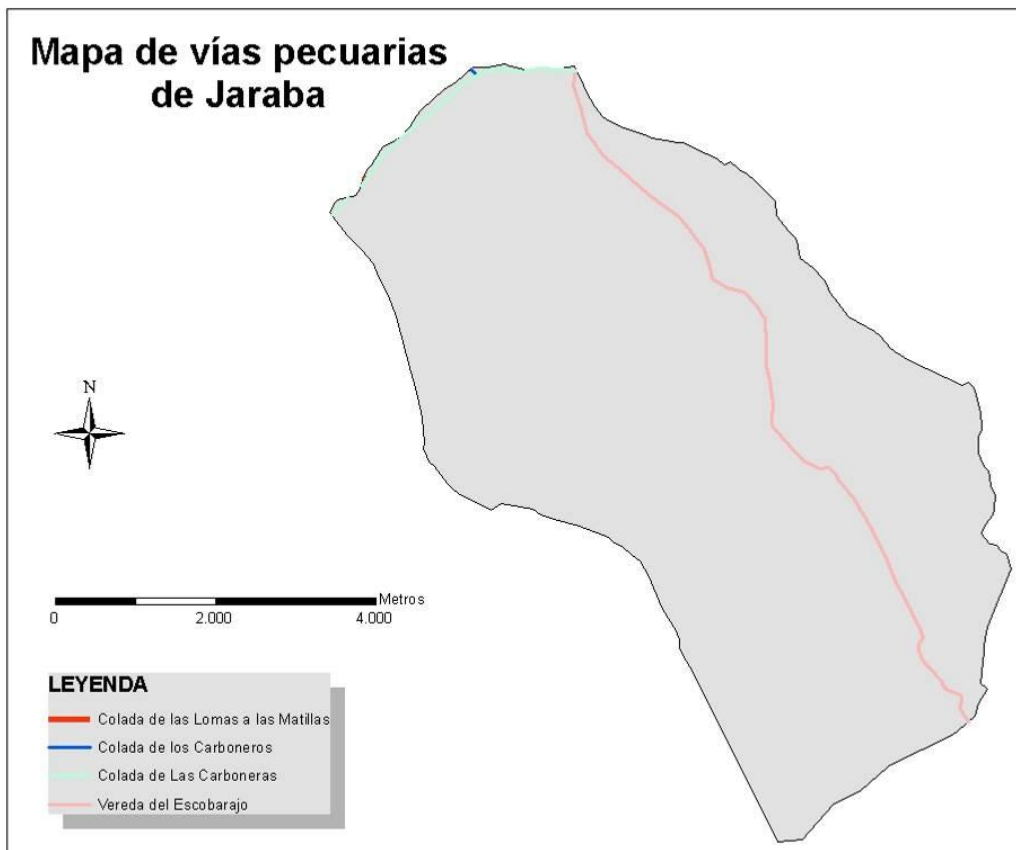 Mapa de vías pecuarias
de Jaraba
N
Metros
0 2.000 4.000
LEYENDA
Colada de las Lomas a las Matillas
Colada de los Carboneros
Colada de Las Carboneras
Vereda del Escobarajo